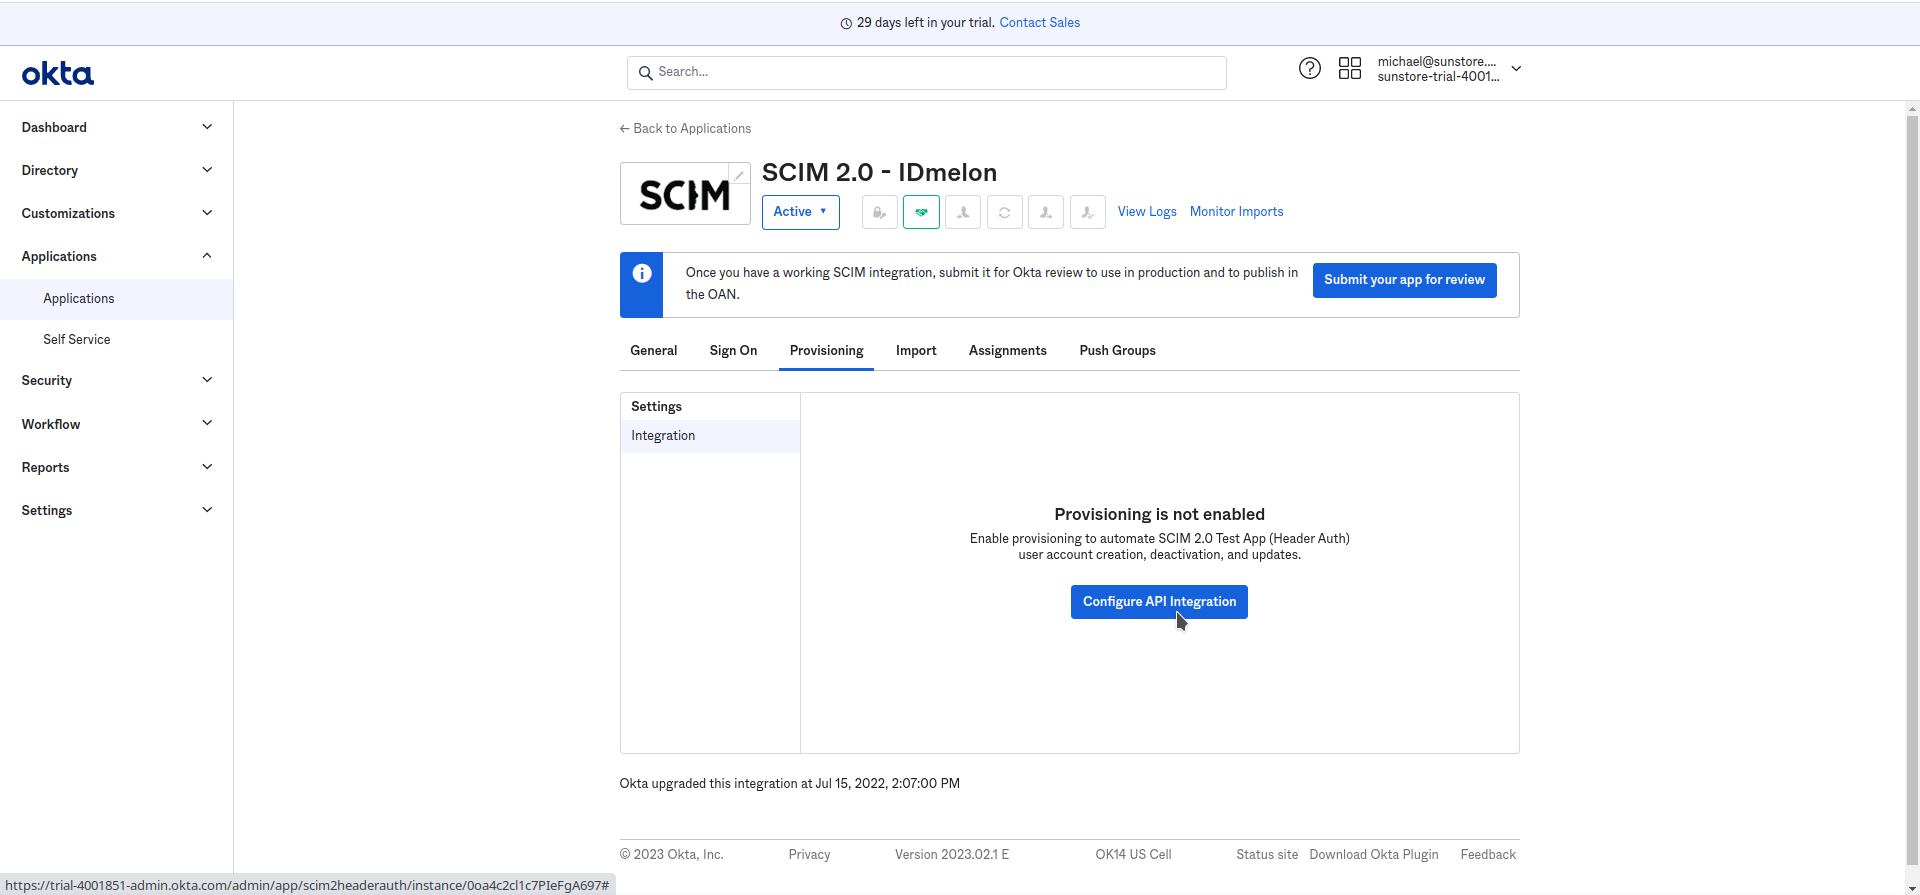 29 days left in your trial. Contact Sales
okta
Search...
michael@sunstore....
sunstore-trial-4001...
Dashboard
Directory
Customizations
Applications
Applications
Self Service
Security
Workflow
Reports
Settings
← Back to Applications
SCIM
SCIM 2.0 - IDmelon
Active
View Logs
Monitor Imports
Once you have a working SCIM integration, submit it for Okta review to use in production and to publish in
the OAN.
Submit your app for review
General
Sign On
Provisioning
Import
Assignments
Push Groups
Settings
Integration
Provisioning is not enabled
Enable provisioning to automate SCIM 2.0 Test App (Header Auth)
user account creation, deactivation, and updates.
Configure API Integration
Okta upgraded this integration at Jul 15, 2022, 2:07:00 PM
© 2023 Okta, Inc.
Privacy
Version 2023.02.1 E
OK14 US Cell
Status site
Download Okta Plugin
Feedback
https://trial-4001851-admin.okta.com/admin/app/scim2headerauth/instance/0oa4c2cl1c7PIeFgA697#